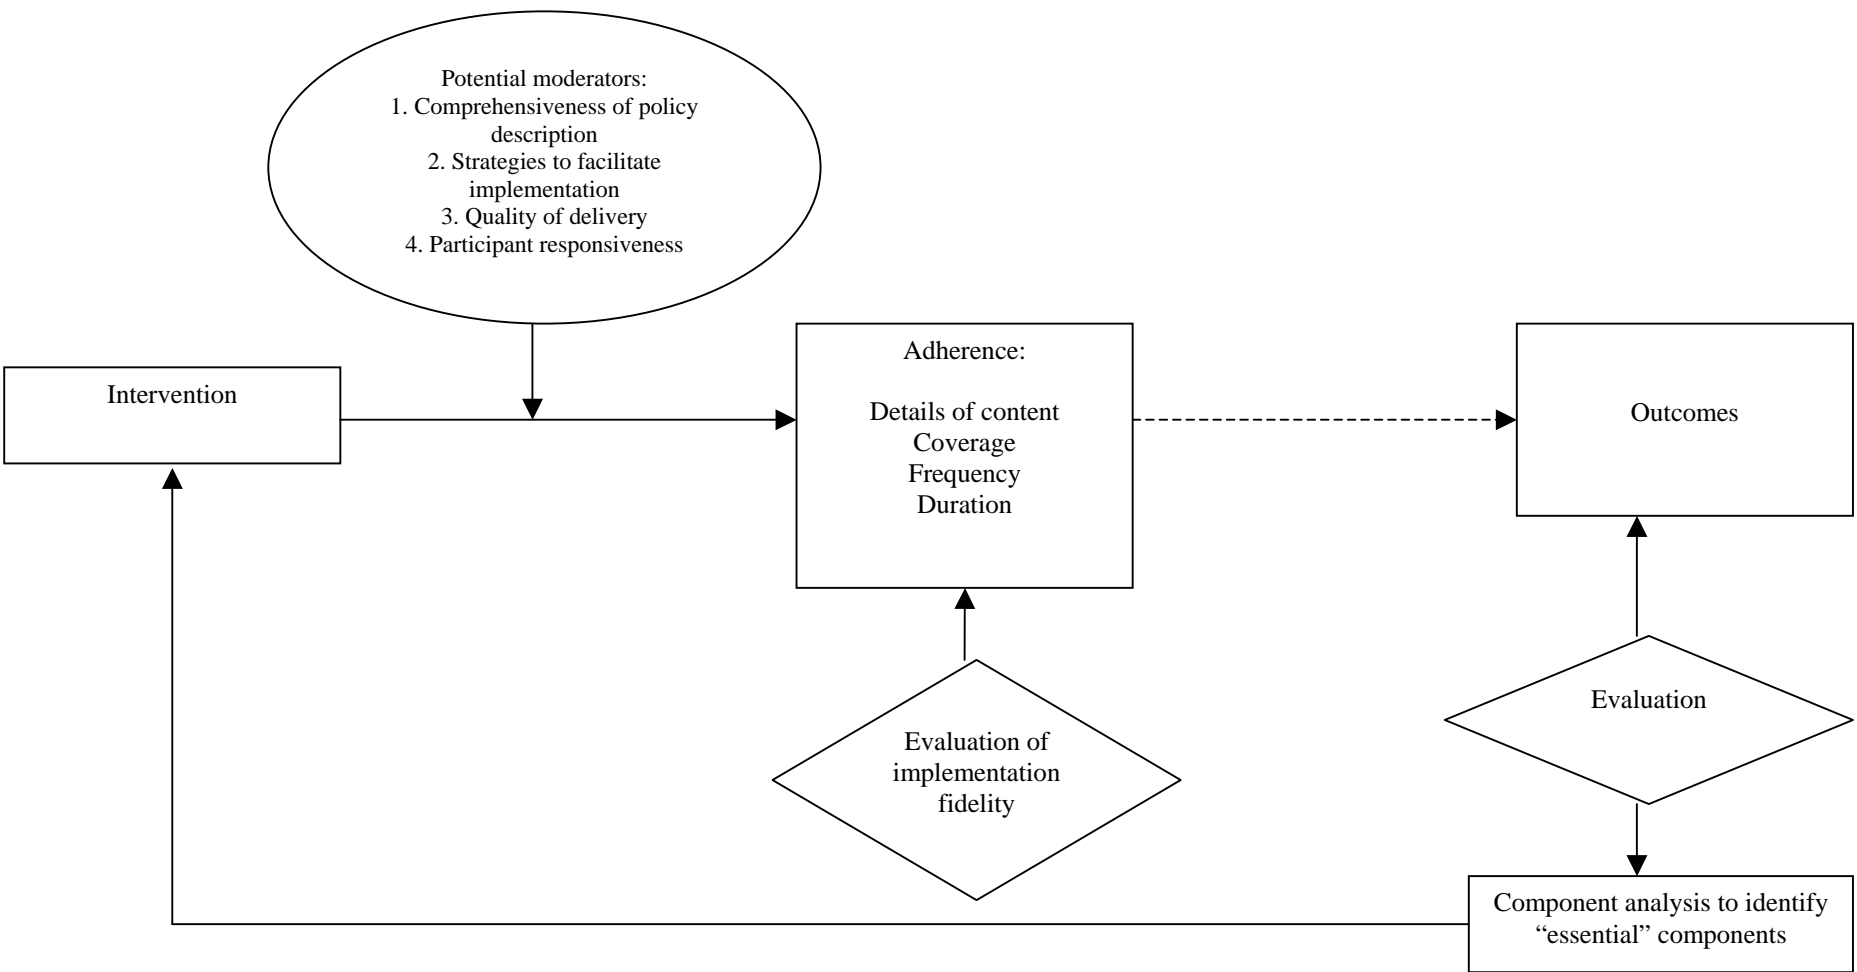 Potential moderators:
1. Comprehensiveness of policy
description
2. Strategies to facilitate
implementation
3. Quality of delivery
4. Participant responsiveness
Intervention
Adherence:
Details of content
Coverage
Frequency
Duration
Outcomes
Evaluation of
implementation
fidelity
Evaluation
Component analysis to identify
“essential” components